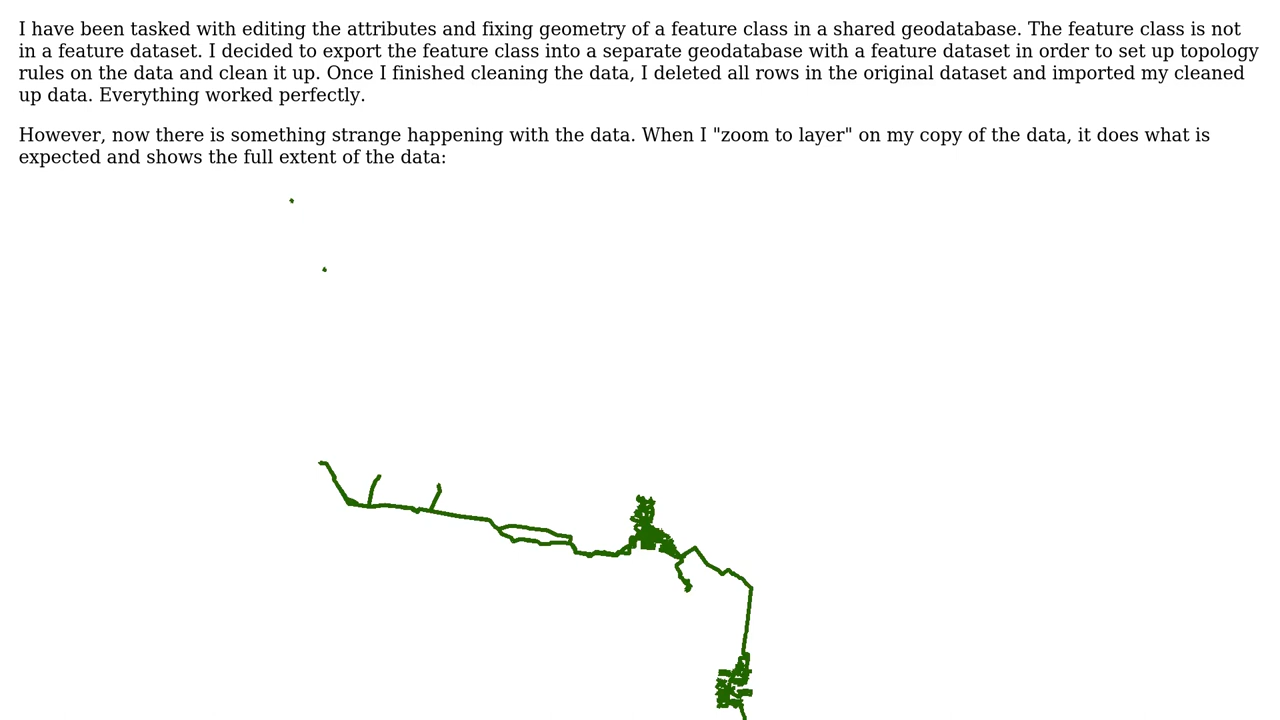 I have been tasked with editing the attributes and fixing geometry of a feature class in a shared geodatabase. The feature class is not
in a feature dataset. I decided to export the feature class into a separate geodatabase with a feature dataset in order to set up topology
rules on the data and clean it up. Once I finished cleaning the data, I deleted all rows in the original dataset and imported my cleaned
up data. Everything worked perfectly.
However, now there is something strange happening with the data. When I "zoom to layer" on my copy of the data, it does what is
expected and shows the full extent of the data: